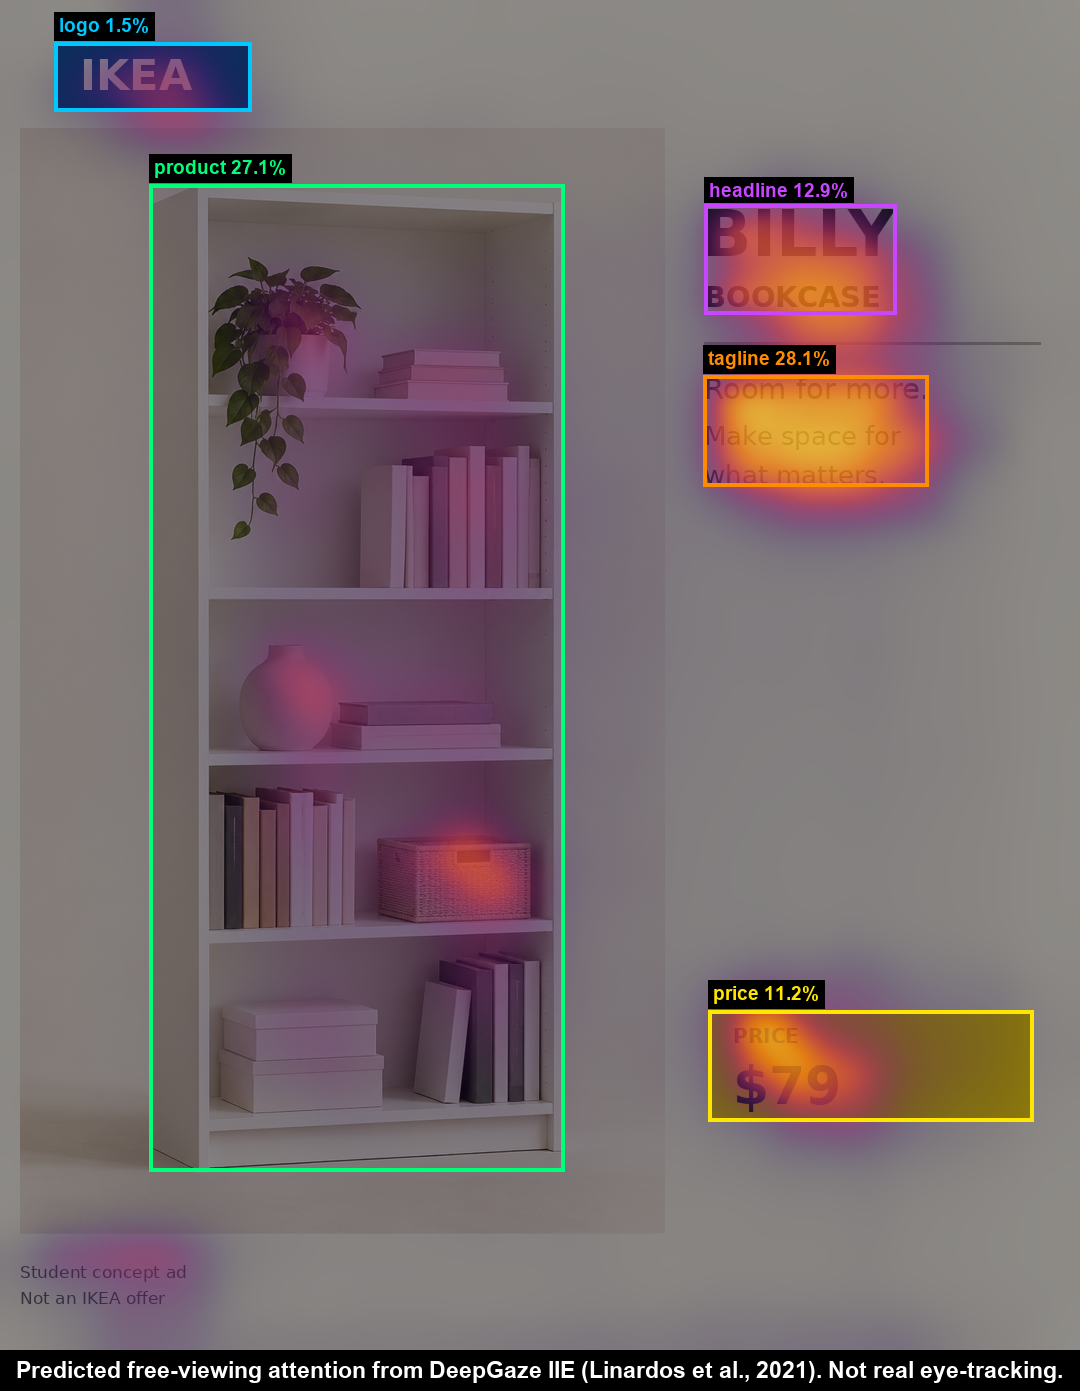 logo 1.5%
IKEA
product 27.1%
headline 12.9%
BILLY
BOOKCASE
tagline 28.1%
Room for more.
Make space for
what matters.
price 11.2%
PRICE
$79
Student concept ad
Not an IKEA offer
Predicted free-viewing attention from DeepGaze IIE (Linardos et al., 2021). Not real eye-tracking.